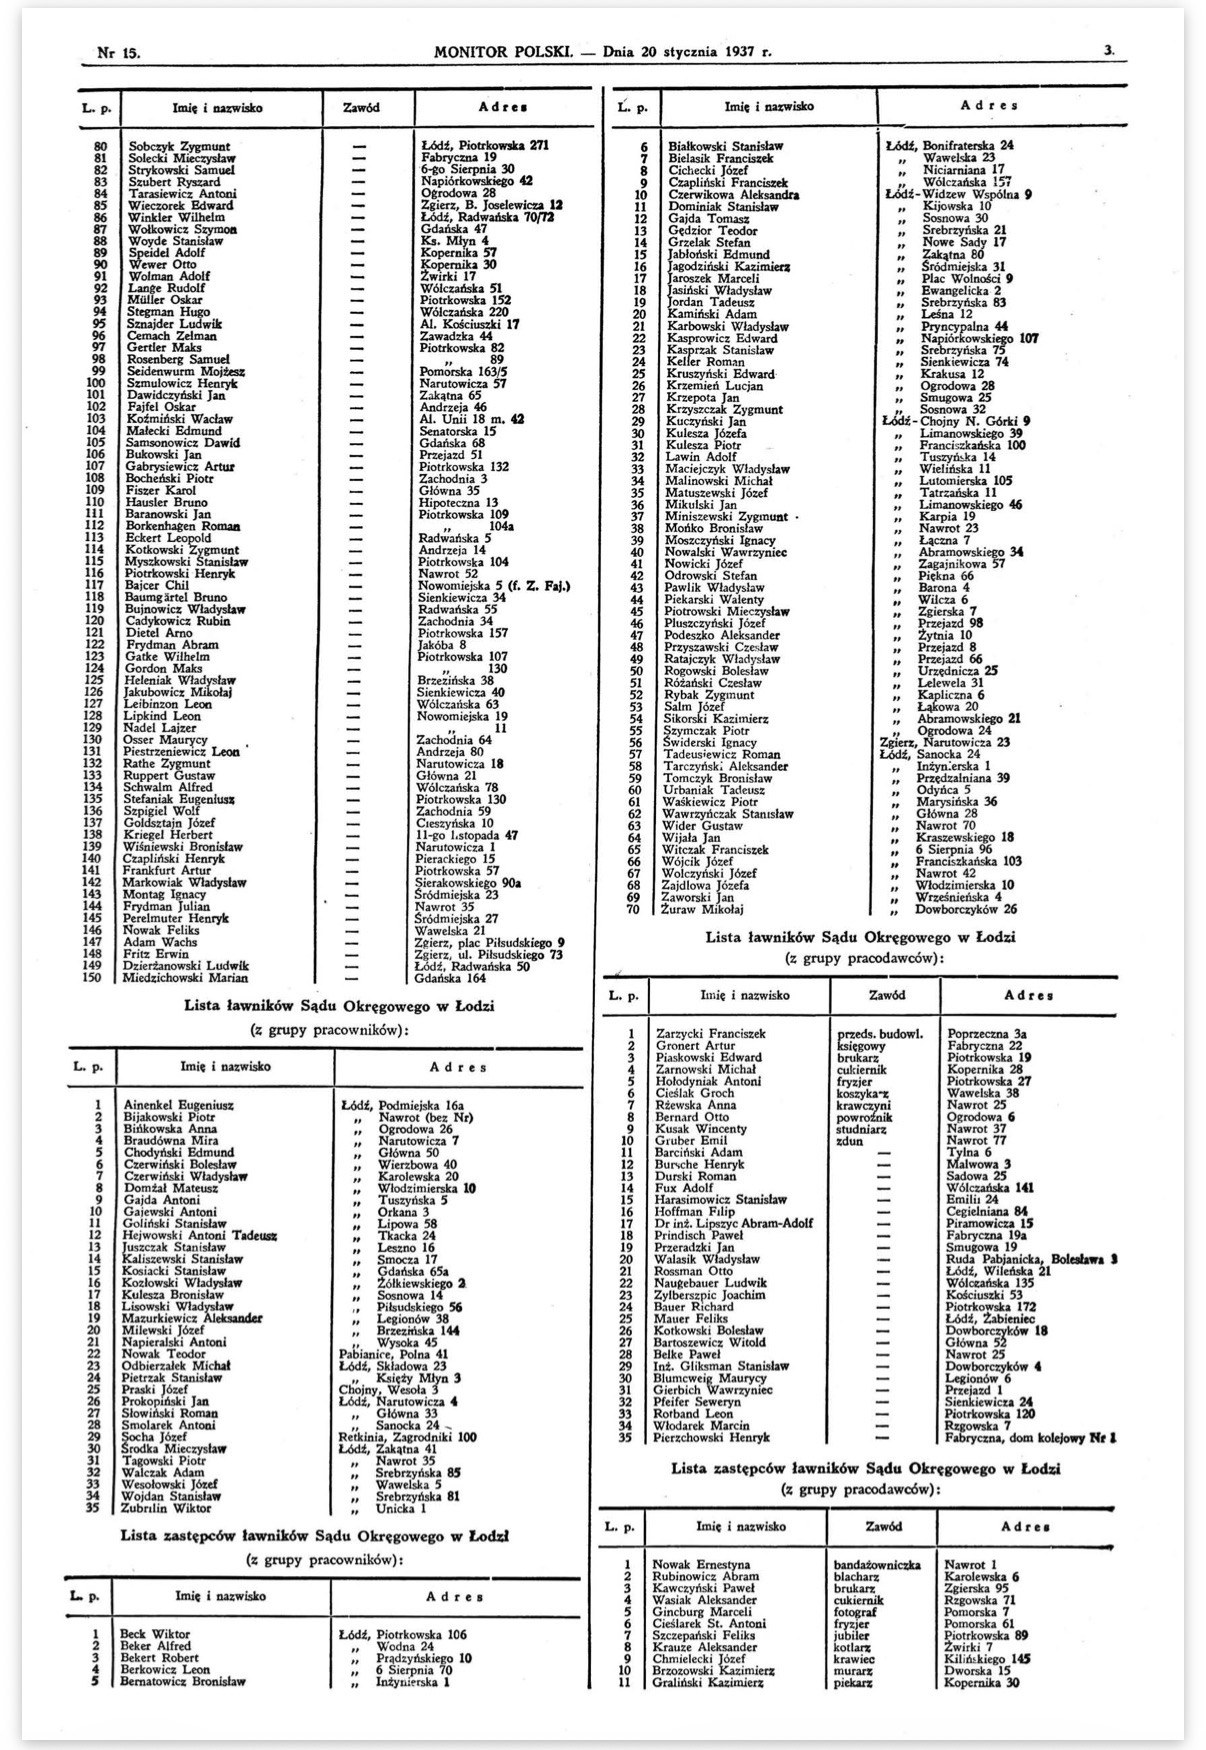 Nr 15.
MONITOR POLSKI. — Dnia 20 stycznia 1937 r.
3.
L. p. Imię i nazwisko Zawód Adres
80 Sobczyk Zygmunt — Łódź, Piotrkowska 271
81 Solecki Mieczysław — Fabryczna 19
82 Strykowski Samuel — 6-go Sierpnia 30
83 Szubert Ryszard — Napiórkowskiego 42
84 Tarasiewicz Antoni — Ogrodowa 28
85 Wieczorek Edward — Zgierz, B. Joselewicza 12
86 Winkler Wilhelm — Łódź, Radwańska 70/72
87 Wołkowicz Szymon — Gdańska 47
88 Woyde Stanisław — Ks. Młyn 4
89 Speidel Adolf — Kopernika 57
90 Wewer Otto — Kopernika 30
91 Wolman Adolf — Żwirki 17
92 Lange Rudolf — Wólczańska 51
93 Müller Oskar — Piotrkowska 152
94 Stegman Hugo — Wólczańska 220
95 Sznajder Ludwik — Al. Kościuszki 17
96 Cemach Zelman — Zawadzka 44
97 Gertler Maks — Piotrkowska 82
98 Rosenberg Samuel — „ 89
99 Seidenwurm Mojżesz — Pomorska 163/5
100 Szmulowicz Henryk — Narutowicza 57
101 Dawidczyński Jan — Zakątna 65
102 Fajfel Oskar — Andrzeja 46
103 Koźmiński Wacław — Al. Unii 18 m. 42
104 Małecki Edmund — Senatorska 15
105 Samsonowicz Dawid — Gdańska 68
106 Bukowski Jan — Przejazd 51
107 Gabrysiewicz Artur — Piotrkowska 132
108 Bocheński Piotr — Zachodnia 3
109 Fiszer Karol — Główna 35
110 Hausler Bruno — Hipoteczna 13
111 Baranowski Jan — Piotrkowska 109
112 Borkenhagen Roman — „ 104a
113 Eckert Leopold — Radwańska 5
114 Kotkowski Zygmunt — Andrzeja 14
115 Myszkowski Stanisław — Piotrkowska 104
116 Piotrkowski Henryk — Nawrot 52
117 Bajcer Chil — Nowomiejska 5 (f. Z. Faj.)
118 Baumgärtel Bruno — Sienkiewicza 34
119 Bujnowicz Władysław — Radwańska 55
120 Cadykowicz Rubin — Zachodnia 34
121 Dietel Arno — Piotrkowska 157
122 Frydman Abram — Jakóba 8
123 Gatke Wilhelm — Piotrkowska 107
124 Gordon Maks — „ 130
125 Heleniak Władysław — Brzezińska 38
126 Jakubowicz Mikołaj — Sienkiewicza 40
127 Leibinzon Leon — Wólczańska 63
128 Lipkind Leon — Nowomiejska 19
129 Nadel Lajzer — „ 11
130 Osser Maurycy — Zachodnia 64
131 Piestrzeniewicz Leon — Andrzeja 80
132 Rathe Zygmunt — Narutowicza 18
133 Ruppert Gustaw — Główna 21
134 Schwalm Alfred — Wólczańska 78
135 Stefaniak Eugeniusz — Piotrkowska 130
136 Szpigiel Wolf — Zachodnia 59
137 Goldsztajn Józef — Cieszyńska 10
138 Kriegel Herbert — 11-go Listopada 47
139 Wiśniewski Bronisław — Narutowicza 1
140 Czapliński Henryk — Pierackiego 15
141 Frankfurt Artur — Piotrkowska 57
142 Markowiak Władysław — Sierakowskiego 90a
143 Montag Ignacy — Śródmiejska 23
144 Frydman Julian — Nawrot 35
145 Perelmuter Henryk — Śródmiejska 27
146 Nowak Feliks — Wawelska 21
147 Adam Wachs — Zgierz, plac Piłsudskiego 9
148 Fritz Erwin — Zgierz, ul. Piłsudskiego 73
149 Dzierżanowski Ludwik — Łódź, Radwańska 50
150 Miedzichowski Marian — Gdańska 164
Lista ławników Sądu Okręgowego w Łodzi
(z grupy pracowników):
L. p. Imię i nazwisko Adres
1 Ainenkel Eugeniusz Łódź, Podmiejska 16a
2 Bijakowski Piotr „ Nawrot (bez Nr)
3 Bińkowska Anna „ Ogrodowa 26
4 Braudówna Mira „ Narutowicza 7
5 Chodyński Edmund „ Główna 50
6 Czerwiński Bolesław „ Wierzbowa 40
7 Czerwiński Władysław „ Karolewska 20
8 Domżał Mateusz „ Włodzimierska 10
9 Gajda Antoni „ Tuszyńska 5
10 Gajewski Antoni „ Orkana 3
11 Goliński Stanisław „ Lipowa 58
12 Hejwowski Antoni Tadeusz „ Tkacka 24
13 Juszczak Stanisław „ Leszno 16
14 Kaliszewski Stanisław „ Smocza 17
15 Kosiacki Stanisław „ Gdańska 65a
16 Kozłowski Władysław „ Żółkiewskiego 2
17 Kulesza Bronisław „ Sosnowa 14
18 Lisowski Władysław „ Piłsudskiego 56
19 Mazurkiewicz Aleksander „ Legionów 38
20 Milewski Józef „ Brzezińska 144
21 Napieralski Antoni „ Wysoka 45
22 Nowak Teodor Pabianice, Polna 41
23 Odbierzałek Michał Łódź, Składowa 23
24 Pietrzak Stanisław „ Księży Młyn 3
25 Praski Józef Chojny, Wesoła 3
26 Prokopiński Jan Łódź, Narutowicza 4
27 Słowiński Roman „ Główna 33
28 Smolarek Antoni „ Sanocka 24
29 Socha Józef Retkinia, Zagrodniki 100
30 Środka Mieczysław Łódź, Zakątna 41
31 Tagowski Piotr „ Nawrot 35
32 Walczak Adam „ Srebrzyńska 85
33 Wesołowski Józef „ Wawelska 5
34 Wojdan Stanisław „ Srebrzyńska 81
35 Zubrilin Wiktor „ Unicka 1
Lista zastępców ławników Sądu Okręgowego w Łodzi
(z grupy pracowników):
L. p. Imię i nazwisko Adres
1 Beck Wiktor Łódź, Piotrkowska 106
2 Beker Alfred „ Wodna 24
3 Bekert Robert „ Prądzyńskiego 10
4 Berkowicz Leon „ 6 Sierpnia 70
5 Bernatowicz Bronisław „ Inżynierska 1
L. p. Imię i nazwisko Adres
6 Białkowski Stanisław Łódź, Bonifraterska 24
7 Bielasik Franciszek „ Wawelska 23
8 Cichecki Józef „ Niciarniana 17
9 Czapliński Franciszek „ Wólczańska 157
10 Czerwikowa Aleksandra Łódź-Widzew Wspólna 9
11 Dominiak Stanisław „ Kijowska 10
12 Gajda Tomasz „ Sosnowa 30
13 Gędzior Teodor „ Srebrzyńska 21
14 Grzelak Stefan „ Nowe Sady 17
15 Jabłoński Edmund „ Zakątna 80
16 Jagodziński Kazimierz „ Śródmiejska 31
17 Jaroszek Marceli „ Plac Wolności 9
18 Jasiński Władysław „ Ewangelicka 2
19 Jordan Tadeusz „ Srebrzyńska 83
20 Kamiński Adam „ Leśna 12
21 Karbowski Władysław „ Pryncypalna 44
22 Kasprowicz Edward „ Napiórkowskiego 107
23 Kasprzak Stanisław „ Srebrzyńska 75
24 Keller Roman „ Sienkiewicza 74
25 Kruszyński Edward „ Krakusa 12
26 Krzemień Lucjan „ Ogrodowa 28
27 Krzepota Jan „ Smugowa 25
28 Krzyszczak Zygmunt „ Sosnowa 32
29 Kuczyński Jan Łódź-Chojny N. Górki 9
30 Kulesza Józefa „ Limanowskiego 39
31 Kulesza Piotr „ Franciszkańska 100
32 Lawin Adolf „ Tuszyńska 14
33 Maciejczyk Władysław „ Wielińska 11
34 Malinowski Michał „ Lutomierska 105
35 Matuszewski Józef „ Tatrzańska 11
36 Mikulski Jan „ Limanowskiego 46
37 Miniszewski Zygmunt „ Karpia 19
38 Mońko Bronisław „ Nawrot 23
39 Moszczyński Ignacy „ Łączna 7
40 Nowalski Wawrzyniec „ Abramowskiego 34
41 Nowicki Józef „ Zagajnikowa 57
42 Odrowski Stefan „ Piękna 66
43 Pawlik Władysław „ Barona 4
44 Piekarski Walenty „ Wilcza 6
45 Piotrowski Mieczysław „ Zgierska 7
46 Pluszczyński Józef „ Przejazd 98
47 Podeszko Aleksander „ Żytnia 10
48 Przyszawski Czesław „ Przejazd 8
49 Ratajczyk Władysław „ Przejazd 66
50 Rogowski Bolesław „ Urzędnicza 25
51 Różański Czesław „ Lelewela 31
52 Rybak Zygmunt „ Kapliczna 6
53 Salm Józef „ Łąkowa 20
54 Sikorski Kazimierz „ Abramowskiego 21
55 Szymczak Piotr „ Ogrodowa 24
56 Świderski Ignacy Zgierz, Narutowicza 23
57 Tadeusiewicz Roman Łódź, Sanocka 24
58 Tarczyński Aleksander „ Inżynierska 1
59 Tomczyk Bronisław „ Przędzalniana 39
60 Urbaniak Tadeusz „ Odyńca 5
61 Waśkiewicz Piotr „ Marysińska 36
62 Wawrzyńczak Stanisław „ Główna 28
63 Wider Gustaw „ Nawrot 70
64 Wijała Jan „ Kraszewskiego 18
65 Witczak Franciszek „ 6 Sierpnia 96
66 Wójcik Józef „ Franciszkańska 103
67 Wolczyński Józef „ Nawrot 42
68 Zajdlowa Józefa „ Włodzimierska 10
69 Zaworski Jan „ Wrześnieńska 4
70 Żuraw Mikołaj „ Dowborczyków 26
Lista ławników Sądu Okręgowego w Łodzi
(z grupy pracodawców):
L. p. Imię i nazwisko Zawód Adres
1 Zarzycki Franciszek przeds. budowl. Poprzeczna 3a
2 Gronert Artur księgowy Fabryczna 22
3 Piaskowski Edward brukarz Piotrkowska 19
4 Zarnowski Michał cukiernik Kopernika 28
5 Hołodyniak Antoni fryzjer Piotrkowska 27
6 Cieślak Groch koszykarz Wawelska 38
7 Rżewska Anna krawczyni Nawrot 25
8 Bernard Otto powroźnik Ogrodowa 6
9 Kusak Wincenty studniarz Nawrot 37
10 Gruber Emil zdun Nawrot 77
11 Barciński Adam — Tylna 6
12 Bursche Henryk — Malwowa 3
13 Durski Roman — Sadowa 25
14 Fux Adolf — Wólczańska 141
15 Harasimowicz Stanisław — Emilii 24
16 Hoffman Filip — Cegielniana 84
17 Dr inż. Lipszyc Abram-Adolf — Piramowicza 15
18 Prindisch Paweł — Fabryczna 19a
19 Przeradzki Jan — Smugowa 19
20 Walasik Władysław — Ruda Pabjanicka, Bolesława 3
21 Rossman Otto — Łódź, Wileńska 21
22 Naugebauer Ludwik — Wólczańska 135
23 Zylberszpic Joachim — Kościuszki 53
24 Bauer Richard — Piotrkowska 172
25 Mauer Feliks — Łódź, Żabieniec
26 Kotkowski Bolesław — Dowborczyków 18
27 Bartoszewicz Witold — Główna 52
28 Belke Paweł — Nawrot 25
29 Inż. Gliksman Stanisław — Dowborczyków 4
30 Blumcweig Maurycy — Legionów 6
31 Gierbich Wawrzyniec — Przejazd 1
32 Pfeifer Seweryn — Sienkiewicza 24
33 Rotband Leon — Piotrkowska 120
34 Włodarek Marcin — Rzgowska 7
35 Pierzchowski Henryk — Fabryczna, dom kolejowy Nr 1
Lista zastępców ławników Sądu Okręgowego w Łodzi
(z grupy pracodawców):
L. p. Imię i nazwisko Zawód Adres
1 Nowak Ernestyna bandażowniczka Nawrot 1
2 Rubinowicz Abram blacharz Karolewska 6
3 Kawczyński Paweł brukarz Zgierska 95
4 Wasiak Aleksander cukiernik Rzgowska 71
5 Gincburg Marceli fotograf Pomorska 7
6 Cieślarek St. Antoni fryzjer Pomorska 61
7 Szczepański Feliks jubiler Piotrkowska 89
8 Krauze Aleksander kotlarz Żwirki 7
9 Chmielecki Józef krawiec Kilińskiego 145
10 Brzozowski Kazimierz murarz Dworska 15
11 Graliński Kazimierz piekarz Kopernika 30